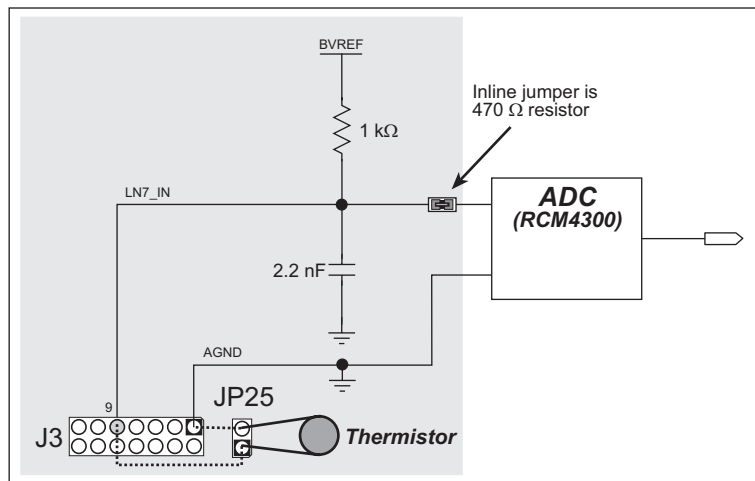 BVREF
Inline jumper is
470 Ω resistor
1 kΩ
LN7_IN
ADC
(RCM4300)
2.2 nF
AGND
9
JP25
J3
Thermistor